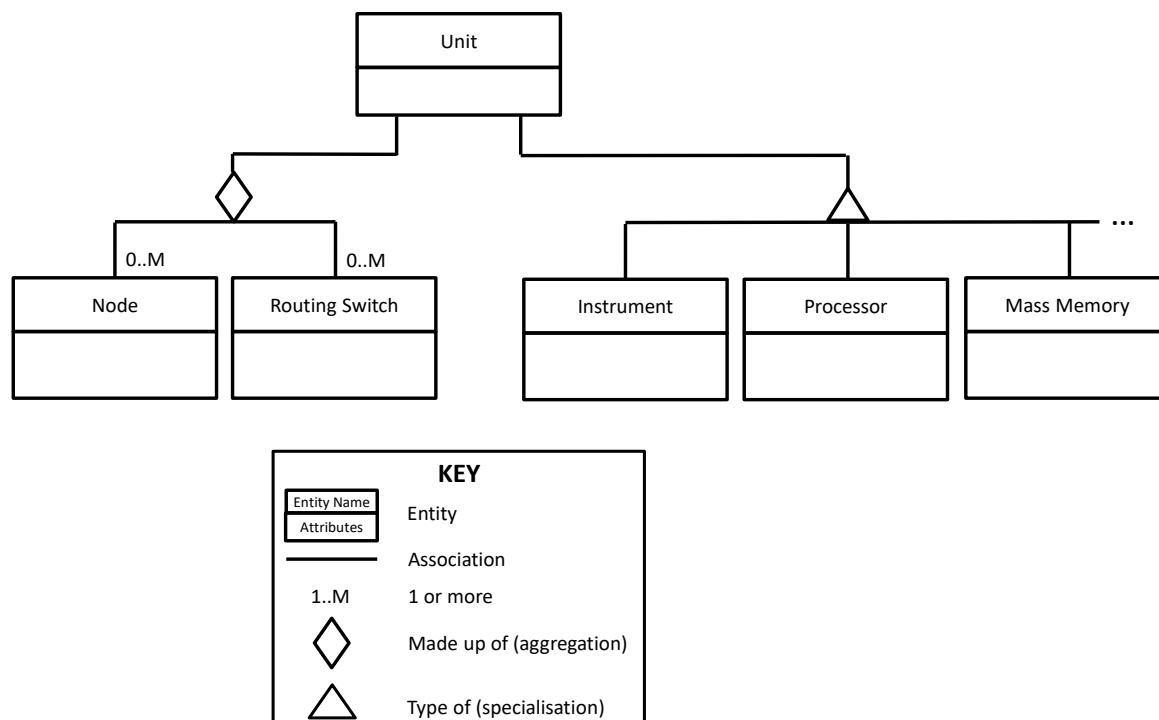 Unit
...
0..M 0..M
Node Routing Switch Instrument Processor Mass Memory
KEY
Entity Name
Attributes
Entity
Association
1..M 1 or more
Made up of (aggregation)
Type of (specialisation)